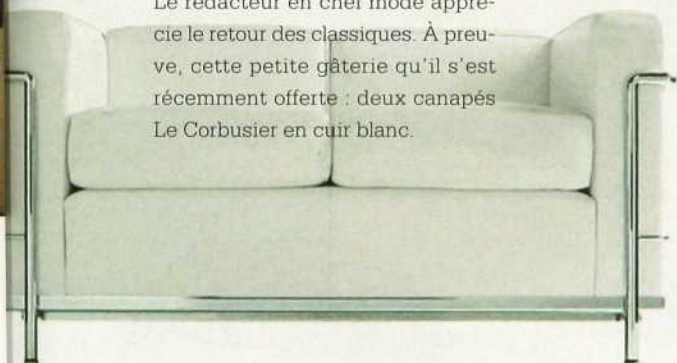 Le rédacteur en chef mode appré-
cie le retour des classiques. À preu-
ve, cette petite gâterie qu'il s'est
récemment offerte : deux canapés
Le Corbusier en cuir blanc.